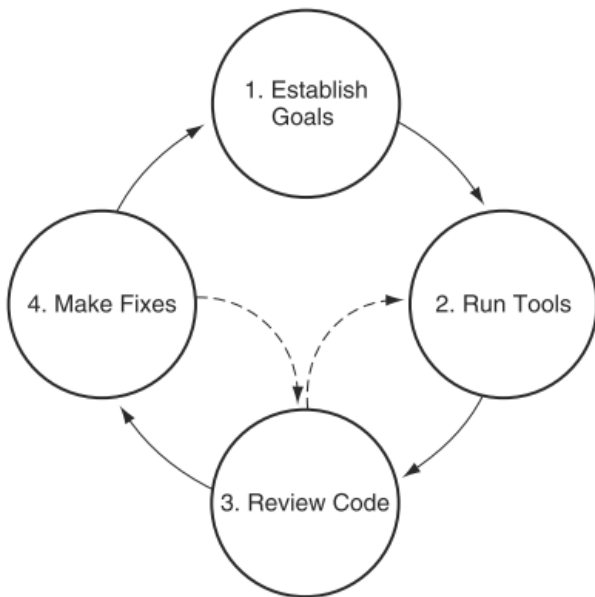 1. Establish
Goals
4. Make Fixes
2. Run Tools
3. Review Code